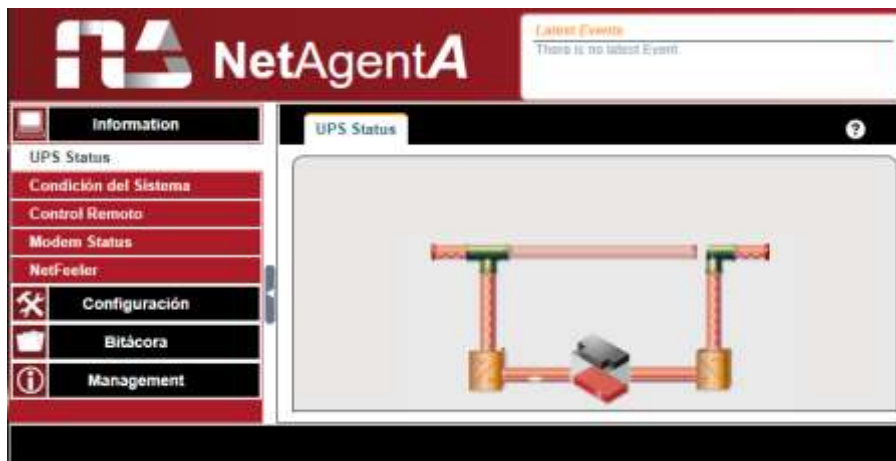 NetAgentA
Latest Events
There is no latest Event
Information
UPS Status
UPS Status
Condición del Sistema
Control Remoto
Modem Status
NetFeeler
Configuración
Bitácora
Management
?